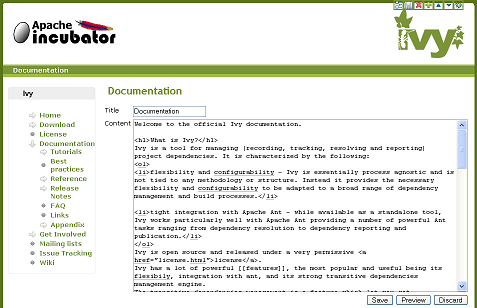 Apache
incubator
Ivy
Documentation
Ivy
Home
Download
License
Documentation
Tutorials
Best
practices
Reference
Release
Notes
FAQ
Links
Appendix
Get Involved
Mailing lists
Issue Tracking
Wiki
Documentation
Title
Documentation
Content
Welcome to the official Ivy documentation.
<h1>What is Ivy?</h1>
Ivy is a tool for managing (recording, tracking, resolving and reporting)
project dependencies. It is characterized by the following:
<ol>
<li>flexibility and configurability - Ivy is essentially process agnostic and is
not tied to any methodology or structure. Instead it provides the necessary
flexibility and configurability to be adapted to a broad range of dependency
management and build processes.</li>
<li>tight integration with Apache Ant - while available as a standalone tool,
Ivy works particularly well with Apache Ant providing a number of powerful Ant
tasks ranging from dependency resolution to dependency reporting and
publication.</li>
</ol>
Ivy is open source and released under a very permissive <a
href="license.html">license</a>.
Ivy has a lot of powerful [[features]], the most popular and useful being its
flexibily, integration with ant, and its strong transitive dependencies
management engine.
Save
Preview
Discard